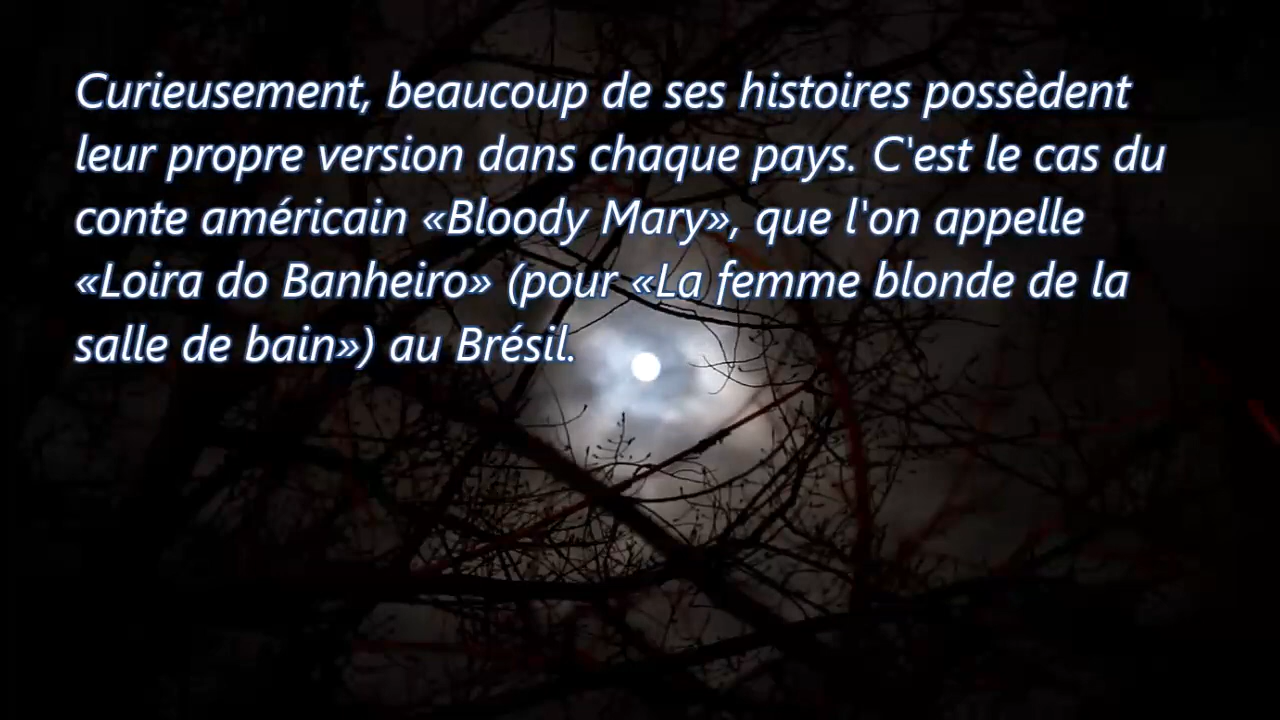 Curieusement, beaucoup de ses histoires possèdent
leur propre version dans chaque pays. C'est le cas du
conte américain «Bloody Mary», que l'on appelle
«Loira do Banheiro» (pour «La femme blonde de la
salle de bain») au Brésil.